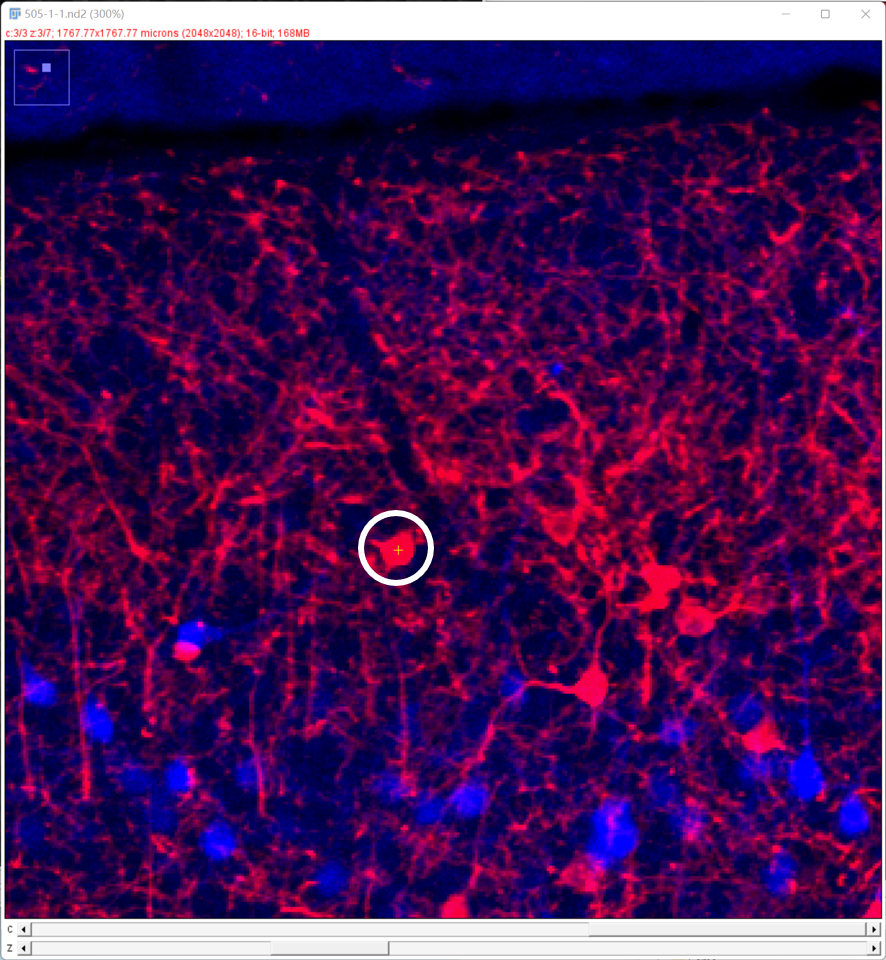 505-1-1.nd2 (300%)
c:3/3 z:3/7; 1767.77x1767.77 microns (2048x2048); 16-bit; 168MB
C
Z